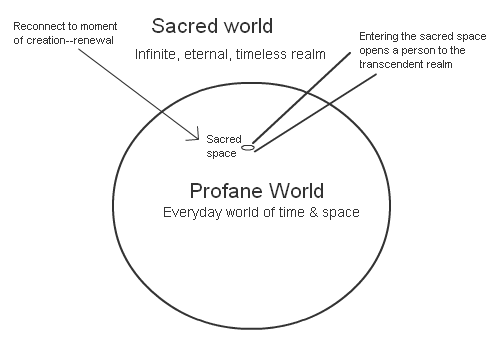 Reconnect to moment
of creation--renewal
Sacred world
Infinite, eternal, timeless realm
Entering the sacred space
opens a person to the
transcendent realm
Sacred
space
Profane World
Everyday world of time & space